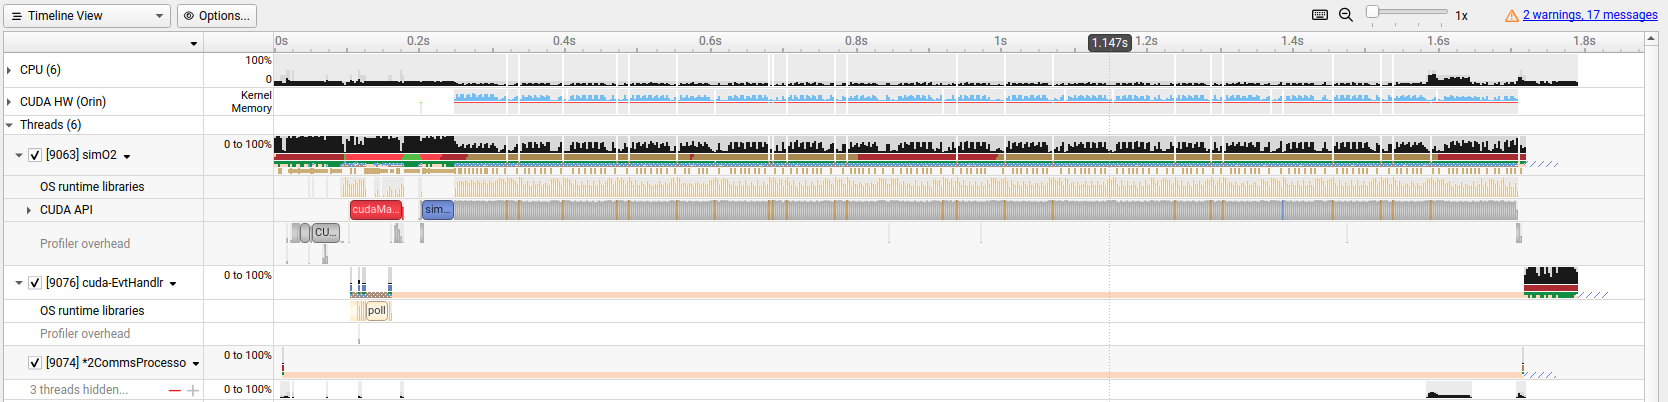 Timeline View
Options...
1x
2 warnings, 17 messages
0s 0.2s 0.4s 0.6s 0.8s 1s 1.147s 1.2s 1.4s 1.6s 1.8s
CPU (6)
100%
0
CUDA HW (Orin)
Kernel
Memory
Threads (6)
[9063] simO2
0 to 100%
OS runtime libraries
CUDA API
cudaMa...
sim...
Profiler overhead
CU...
[9076] cuda-EvtHandlr
0 to 100%
OS runtime libraries
poll
Profiler overhead
[9074] *2CommsProcesso
0 to 100%
3 threads hidden...
0 to 100%